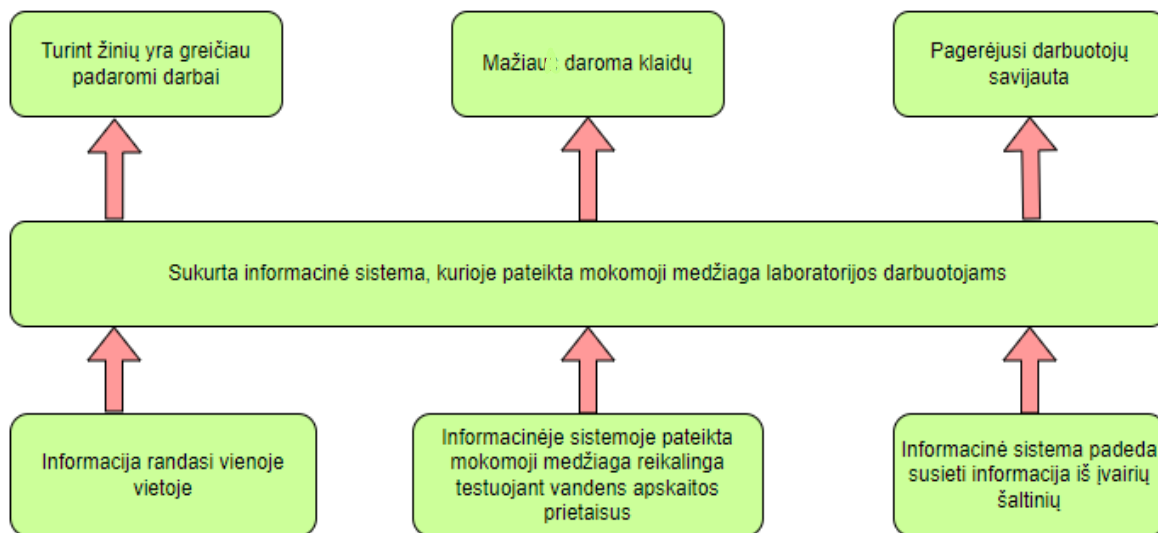 Turint žinių yra greičiau
padaromi darbai
Mažiau daroma klaidų
Pagerėjusi darbuotojų
savijauta
Sukurta informacinė sistema, kurioje pateikta mokomoji medžiaga laboratorijos darbuotojams
Informacija randasi vienoje
vietoje
Informacinėje sistemoje pateikta
mokomoji medžiaga reikalinga
testuojant vandens apskaitos
prietaisus
Informacinė sistema padeda
susieti informacija iš įvairių
šaltinių